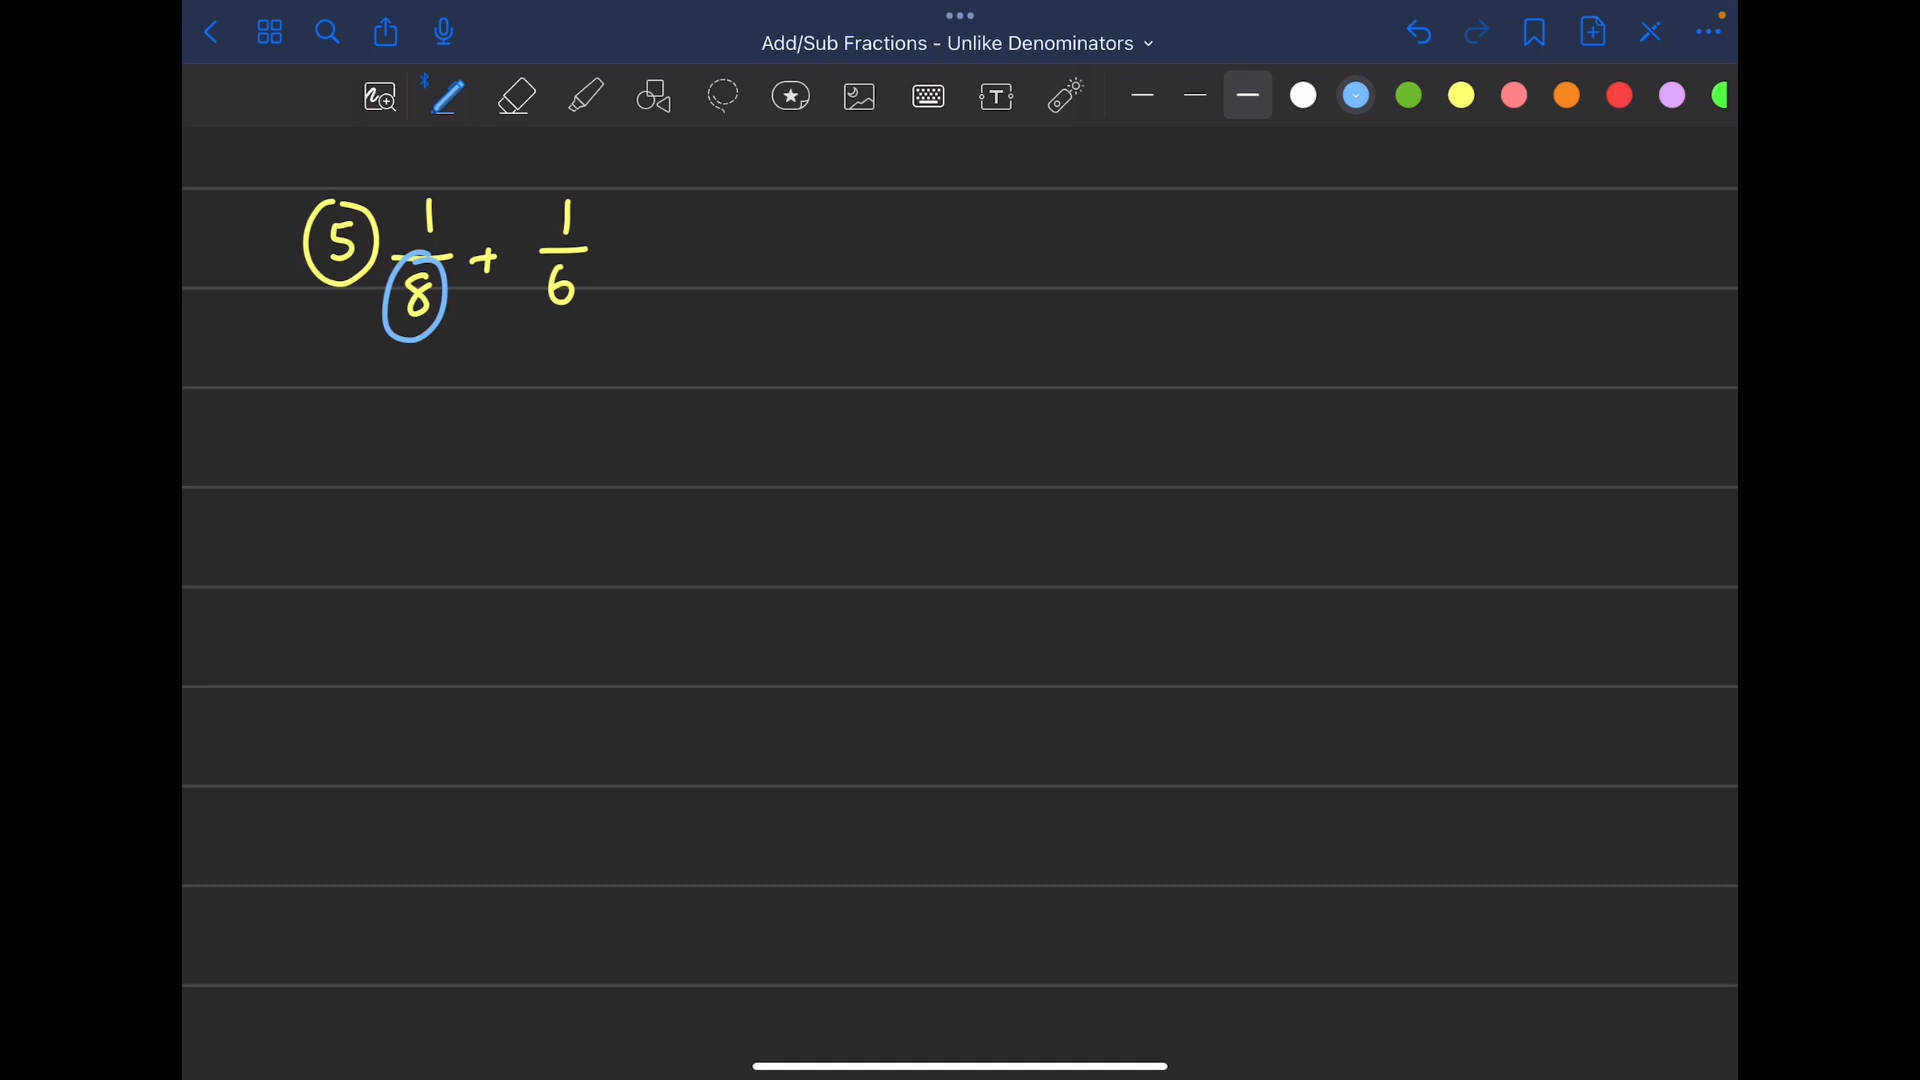 Add/Sub Fractions - Unlike Denominators
T
5 1/8 + 1/6